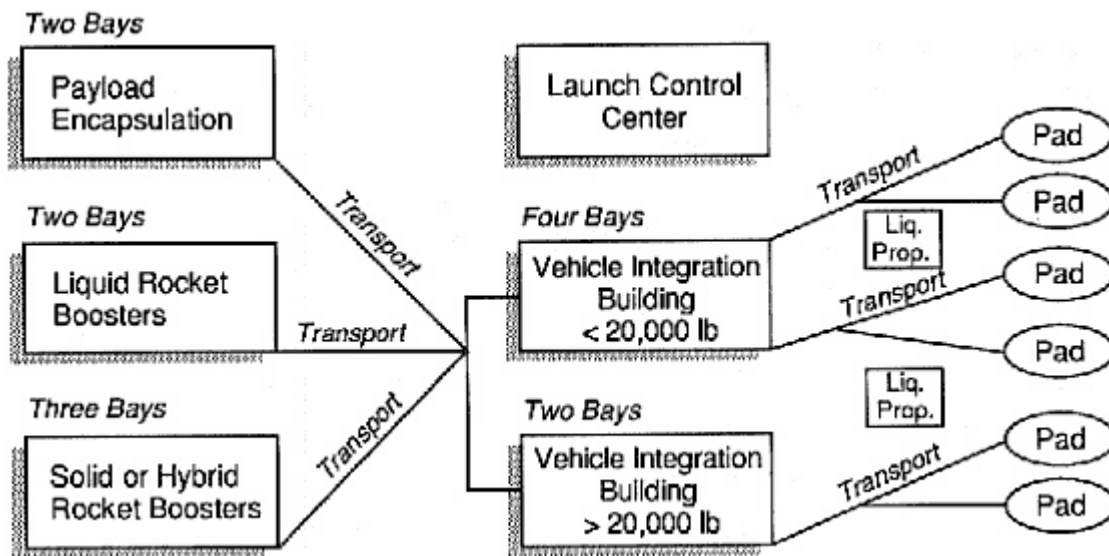 Two Bays
Payload
Encapsulation
Launch Control
Center
Transport
Two Bays
Liquid Rocket
Boosters
Transport
Three Bays
Solid or Hybrid
Rocket Boosters
Transport
Four Bays
Vehicle Integration
Building
< 20,000 lb
Two Bays
Vehicle Integration
Building
> 20,000 lb
Transport
Pad
Pad
Liq.
Prop.
Transport
Pad
Pad
Liq.
Prop.
Transport
Pad
Pad